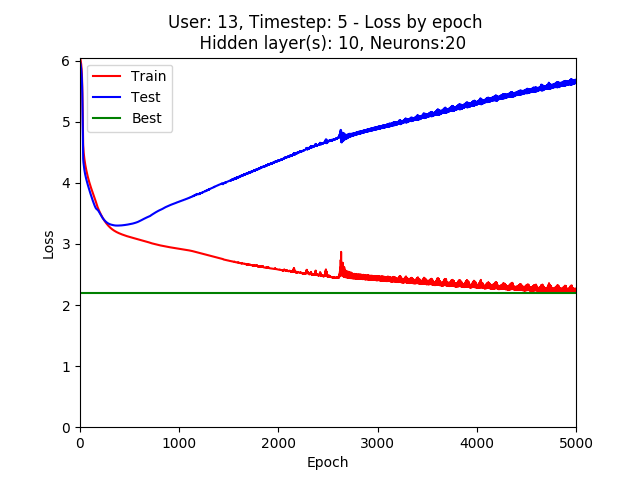 User: 13, Timestep: 5 - Loss by epoch
Hidden layer(s): 10, Neurons:20
6
5
4
3
2
1
0
Loss
Train
Test
Best
0 1000 2000 3000 4000 5000
Epoch